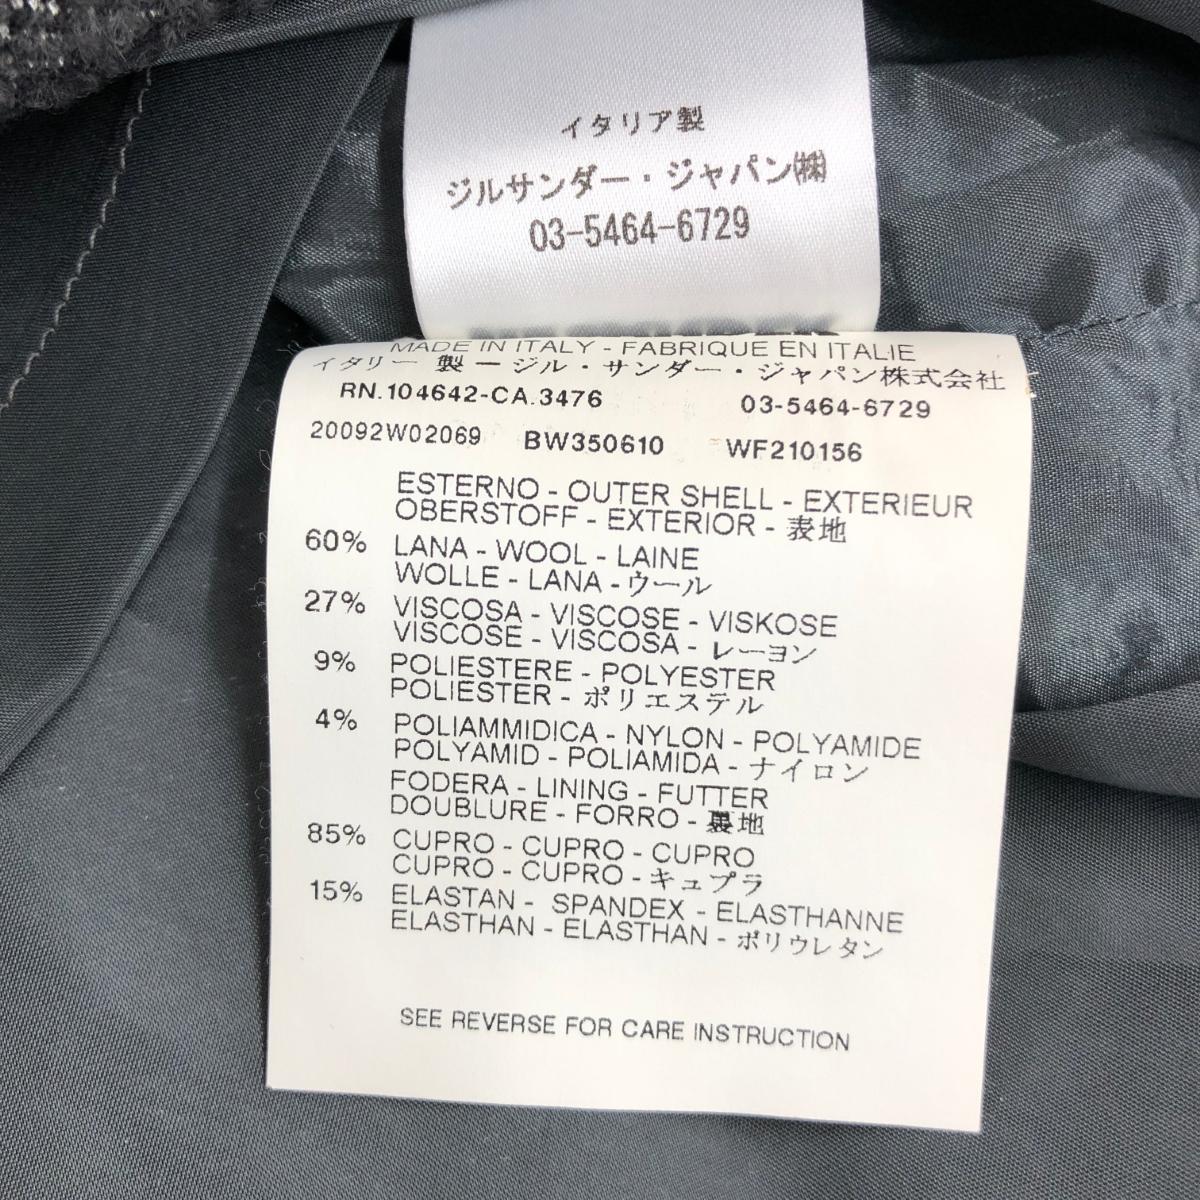 イタリア製
ジルサンダー・ジャパン㈱
03-5464-6729
MADE IN ITALY - FABRIQUE EN ITALIE
イタリー 製 ー ジル・サンダー・ジャパン株式会社
RN.104642-CA.3476 03-5464-6729
20092W02069 BW350610 WF210156
ESTERNO - OUTER SHELL - EXTERIEUR
OBERSTOFF - EXTERIOR - 表地
60% LANA - WOOL - LAINE
WOLLE - LANA - ウール
27% VISCOSA - VISCOSE - VISKOSE
VISCOSE - VISCOSA - レーヨン
9% POLIESTERE - POLYESTER
POLIESTER - ポリエステル
4% POLIAMMIDICA - NYLON - POLYAMIDE
POLYAMID - POLIAMIDA - ナイロン
FODERA - LINING - FUTTER
DOUBLURE - FORRO - 裏地
85% CUPRO - CUPRO - CUPRO
CUPRO - CUPRO - キュプラ
15% ELASTAN - SPANDEX - ELASTHANNE
ELASTHAN - ELASTHAN - ポリウレタン
SEE REVERSE FOR CARE INSTRUCTION